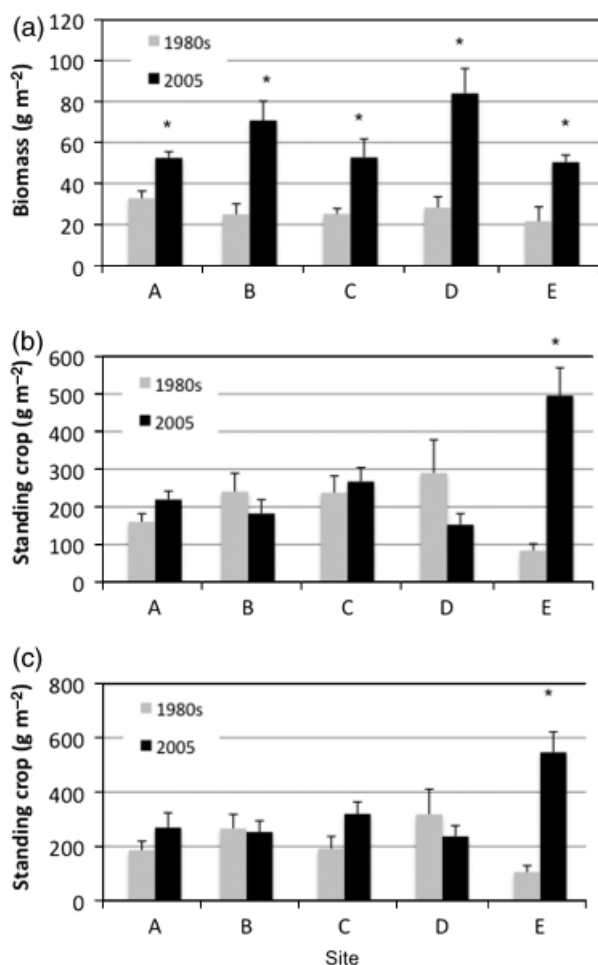 (a)
Biomass (g m−2)
120
100
80
60
40
20
0
1980s
2005
*
*
*
*
*
A B C D E
(b)
Standing crop (g m−2)
600
500
400
300
200
100
0
1980s
2005
*
A B C D E
(c)
Standing crop (g m−2)
800
600
400
200
0
1980s
2005
*
A B C D E
Site